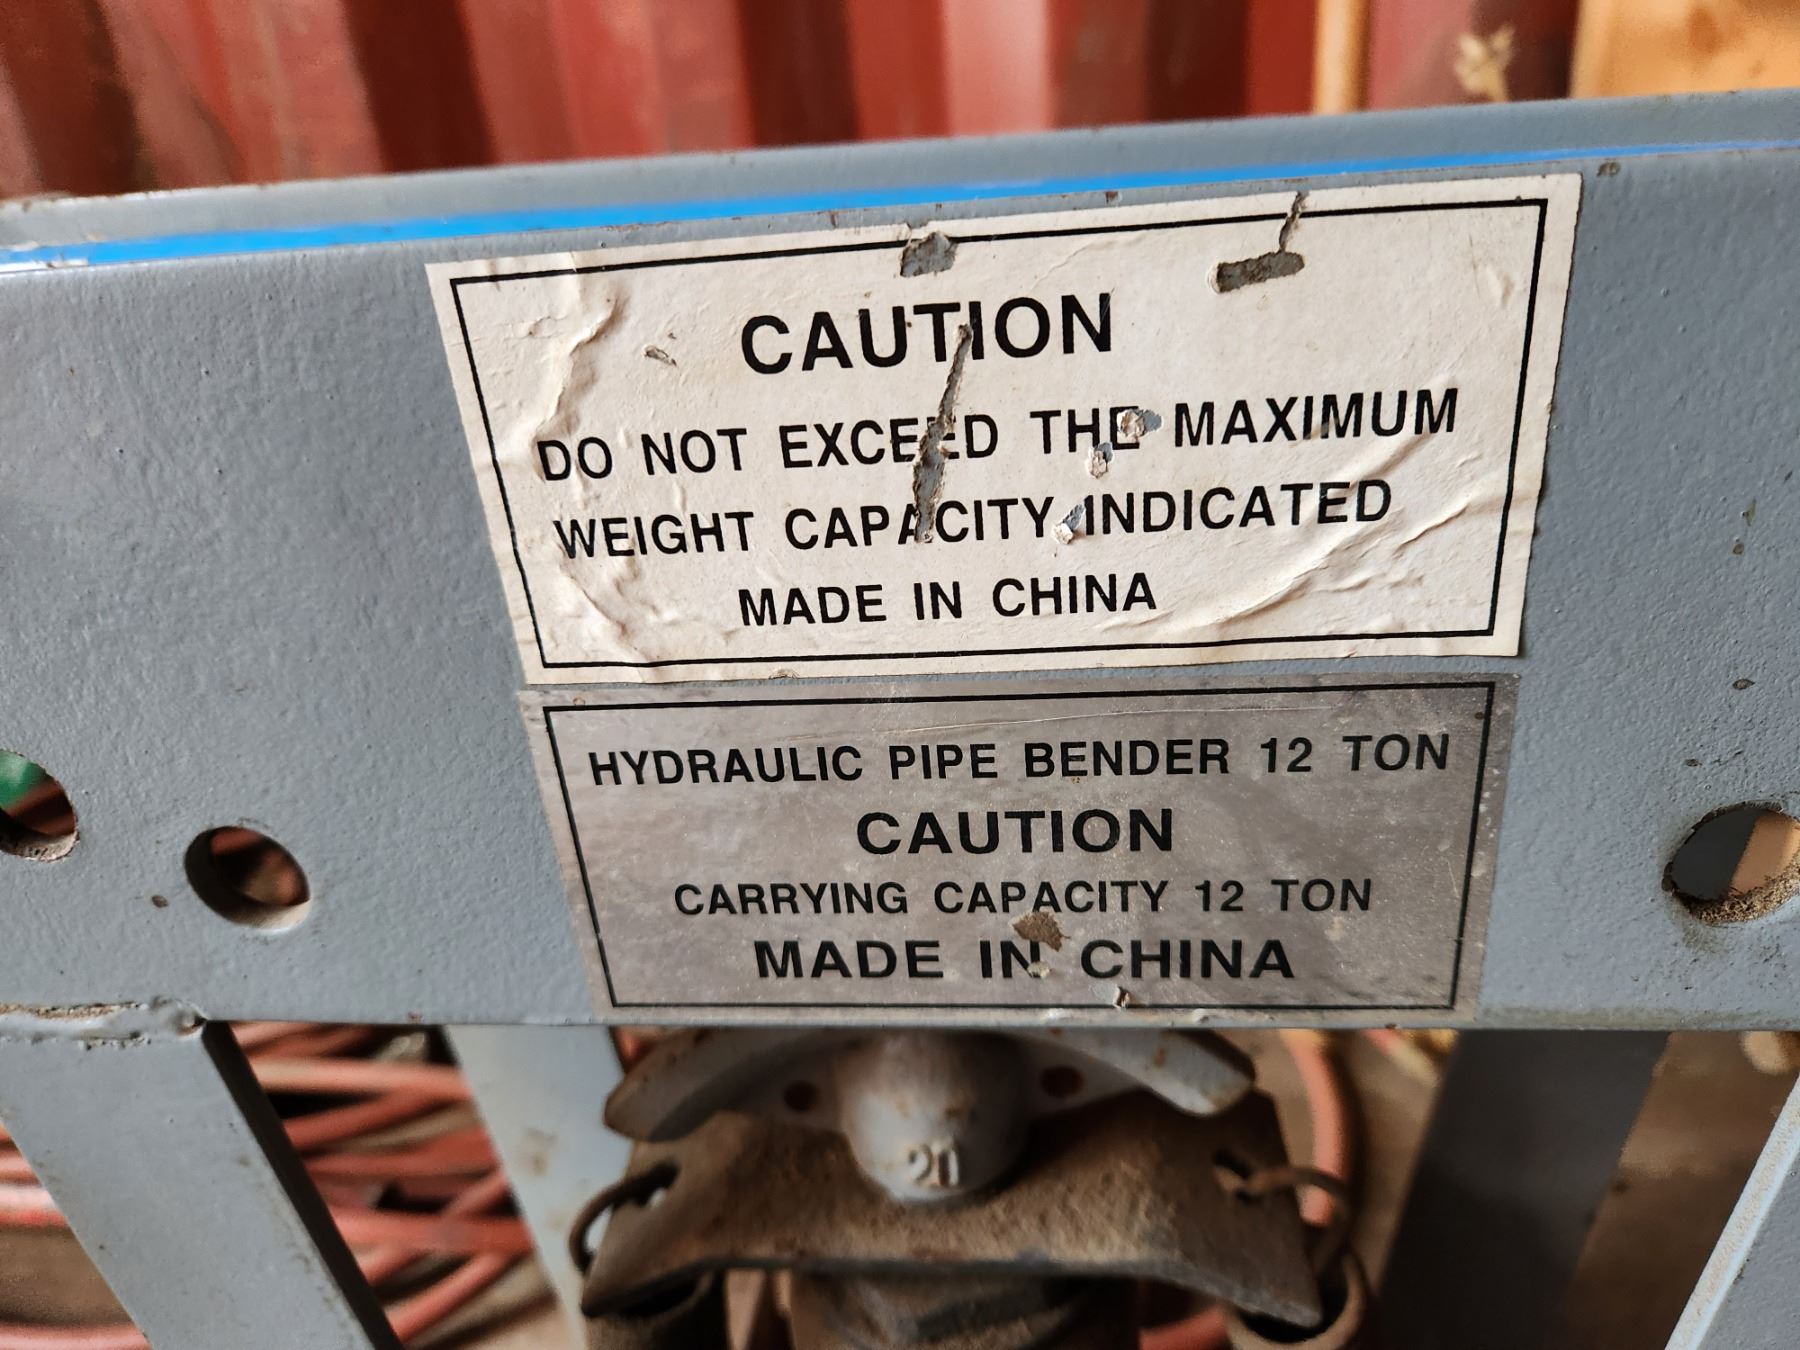 CAUTION
DO NOT EXCEED THE MAXIMUM
WEIGHT CAPACITY INDICATED
MADE IN CHINA
HYDRAULIC PIPE BENDER 12 TON
CAUTION
CARRYING CAPACITY 12 TON
MADE IN CHINA
20